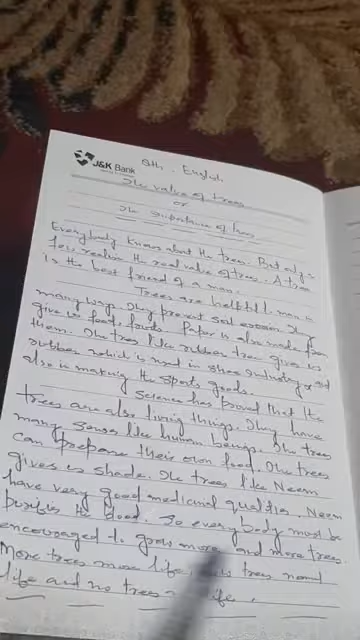 J&K Bank
9th. English
The value of trees
or
The Importance of trees
Everybody knows about the trees. But only a
few realise the real value of trees. A tree
is the best friend of a man.
Trees are helpful to man in
many ways. They prevent soil erosion. They
give us food, fruits. Paper is also made from
them. The trees like rubber tree gives us
rubber which is used in shoe industry and
also in making the sports goods.
Science has proved that the
trees are also living things. They have
many senses like human beings. The trees
can prepare their own food. The trees
gives us shade. The trees like Neem
have very good medicinal qualities. Neem
purifies the blood. So everybody must be
encouraged to grow more and more trees.
More trees more life, trees
life and no trees life.